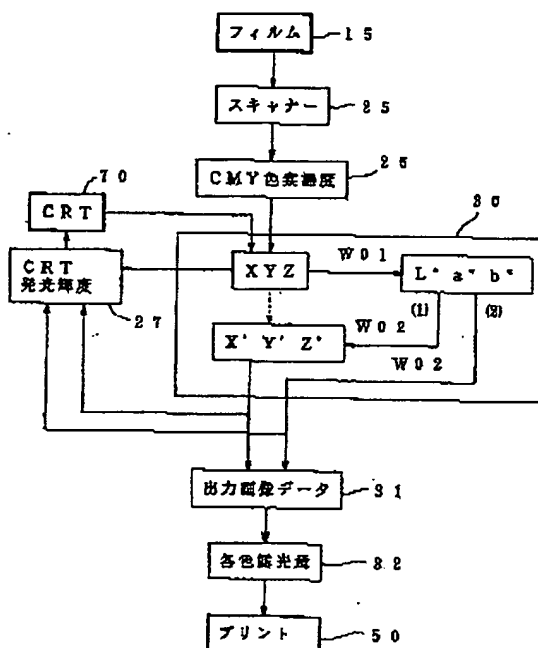 フィルム
15
スキャナー
25
CMY色素濃度
26
70
CRT
30
CRT
発光輝度
27
XYZ
W01
L* a* b*
(1)
(2)
W02
X' Y' Z'
W02
出力画像データ
31
各色露光量
32
プリント
50